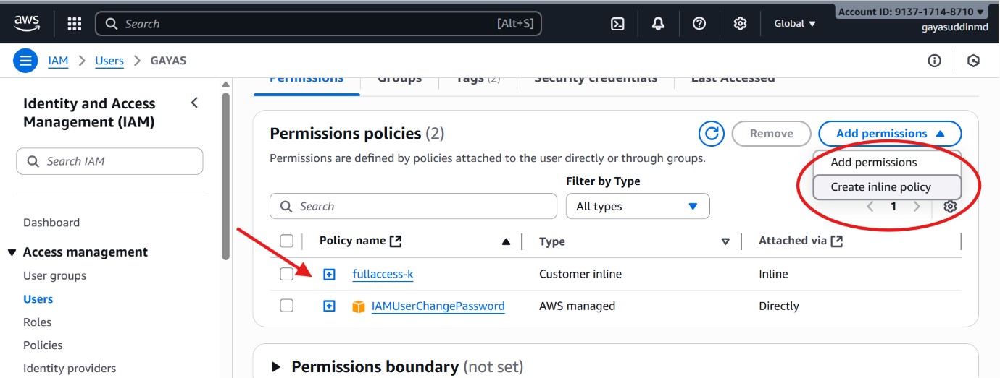 aws
Search [Alt+S]
Global
Account ID: 9137-1714-8710
gayasuddinmd
IAM > Users > GAYAS
Identity and Access
Management (IAM)
Search IAM
Dashboard
Access management
User groups
Users
Roles
Policies
Identity providers
Permissions Groups Tags (2) Security credentials Last Accessed
Permissions policies (2)
Remove
Add permissions
Permissions are defined by policies attached to the user directly or through groups.
Add permissions
Create inline policy
Filter by Type
Search
All types
1
Policy name Type Attached via
fullaccess-k Customer inline Inline
IAMUserChangePassword AWS managed Directly
Permissions boundary (not set)